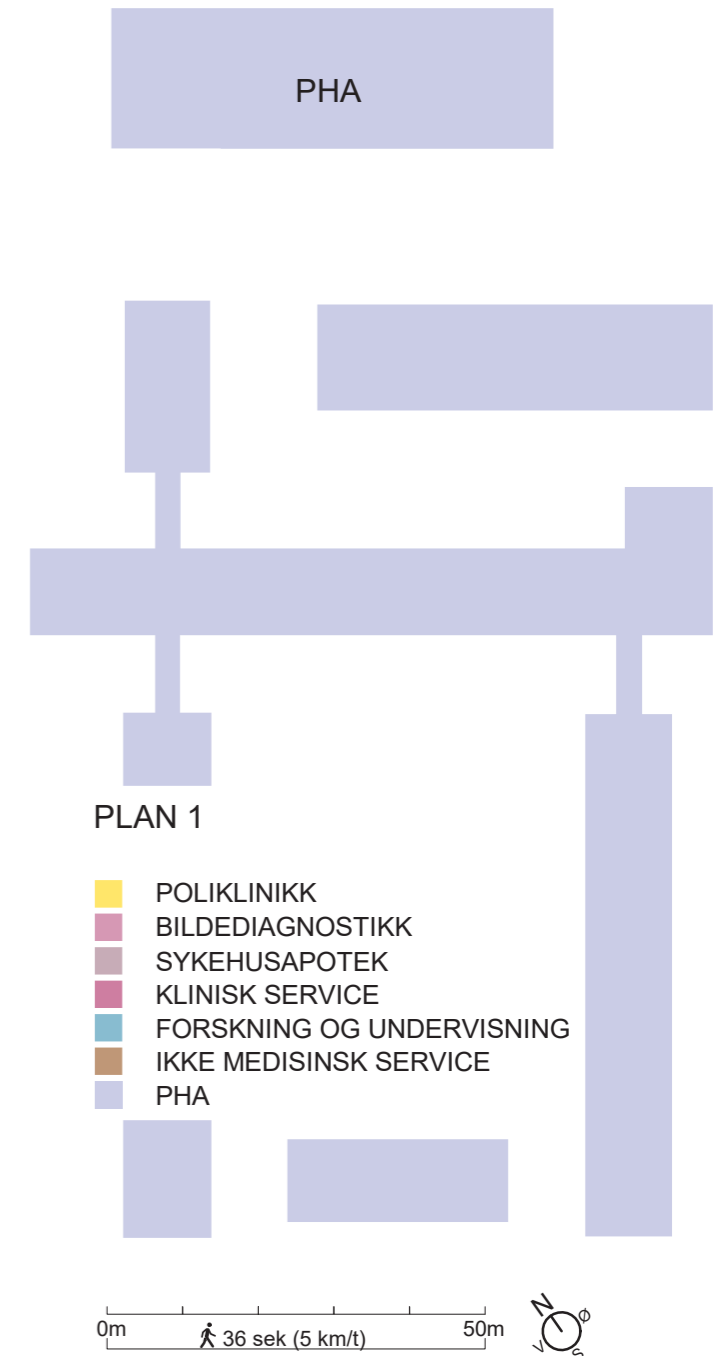 PHA
PLAN 1
POLIKLINIKK
BILDEDIAGNOSTIKK
SYKEHUSAPOTEK
KLINISK SERVICE
FORSKNING OG UNDERVISNING
IKKE MEDISINSK SERVICE
PHA
0m 36 sek (5 km/t) 50m
N
Ø
V
S